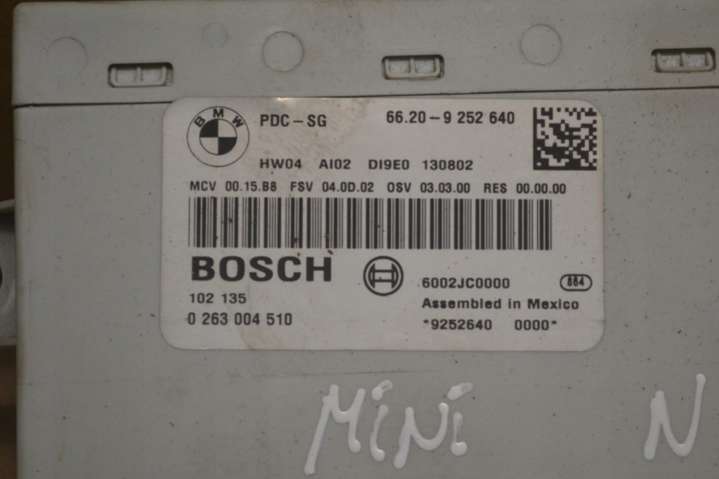 BMW PDC-SG 66.20-9 252 640
HW04 AI02 DI9E0 130802
MCV 00.15.B8 FSV 04.0D.02 OSV 03.03.00 RES 00.00.00
BOSCH 6002JC0000 884
102 135 Assembled in Mexico
0 263 004 510 *9252640 0000*
MiNi N